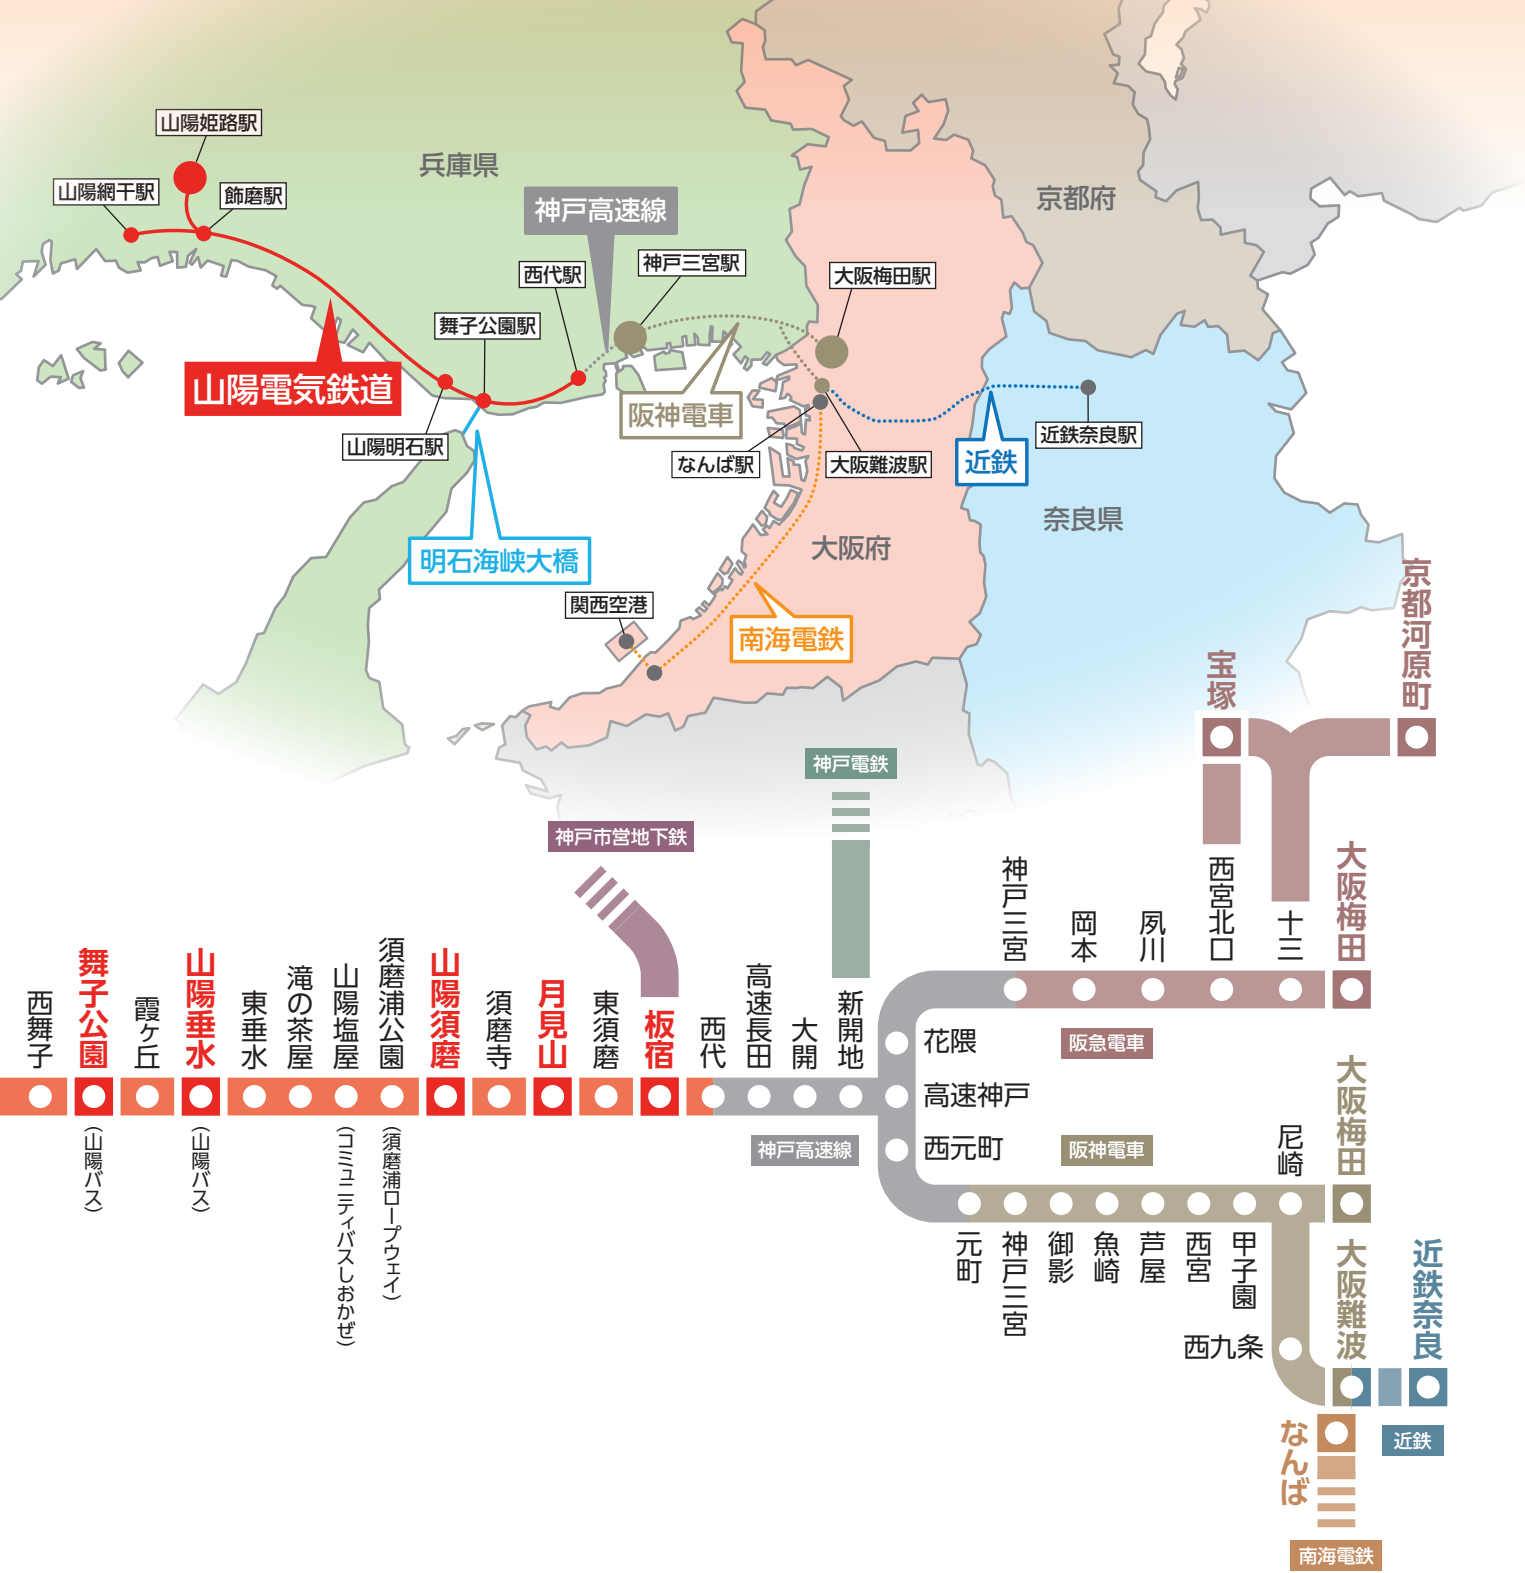 山陽姫路駅
山陽網干駅
飾磨駅
兵庫県
神戸高速線
京都府
西代駅
神戸三宮駅
大阪梅田駅
舞子公園駅
山陽電気鉄道
阪神電車
山陽明石駅
なんば駅
大阪難波駅
近鉄
近鉄奈良駅
奈良県
大阪府
明石海峡大橋
関西空港
南海電鉄
京都河原町
宝塚
神戸電鉄
神戸市営地下鉄
神戸三宮
岡本
夙川
西宮北口
十三
大阪梅田
西舞子
舞子公園
霞ヶ丘
山陽垂水
東垂水
滝の茶屋
山陽塩屋
須磨浦公園
山陽須磨
須磨寺
月見山
東須磨
板宿
西代
高速長田
大開
新開地
花隈
阪急電車
高速神戸
西元町
(山陽バス)
(山陽バス)
(コミュニティバスしおかぜ)
(須磨浦ロープウェイ)
神戸高速線
阪神電車
尼崎
大阪梅田
元町
神戸三宮
御影
魚崎
芦屋
西宮
甲子園
西九条
大阪難波
近鉄奈良
なんば
近鉄
南海電鉄